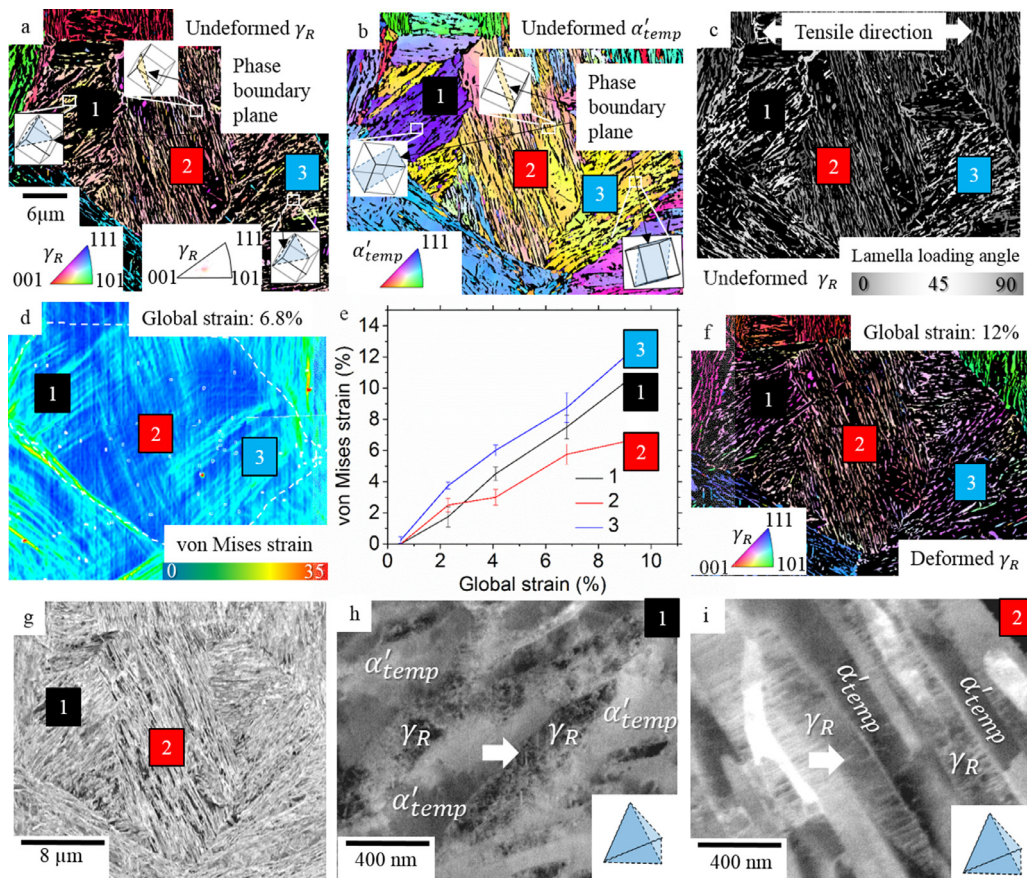 a
Undeformed γR
Phase
boundary
plane
1
2
3
6μm
γR
111
001
101
γR
001
101
b
Undeformed α′temp
Phase
boundary
plane
1
2
3
α′temp
111
c
Tensile direction
1
2
3
Undeformed γR
Lamella loading angle
0 45 90
d
Global strain: 6.8%
1
2
3
von Mises strain
0 35
e
von Mises strain (%)
14
12
10
8
6
4
2
0
3
1
2
1
2
3
0 2 4 6 8 10
Global strain (%)
f
Global strain: 12%
1
2
3
γR
111
001
101
Deformed γR
g
1
2
8 μm
h
1
α′temp
γR
γR
α′temp
α′temp
400 nm
i
2
γR
α′temp
α′temp
γR
400 nm